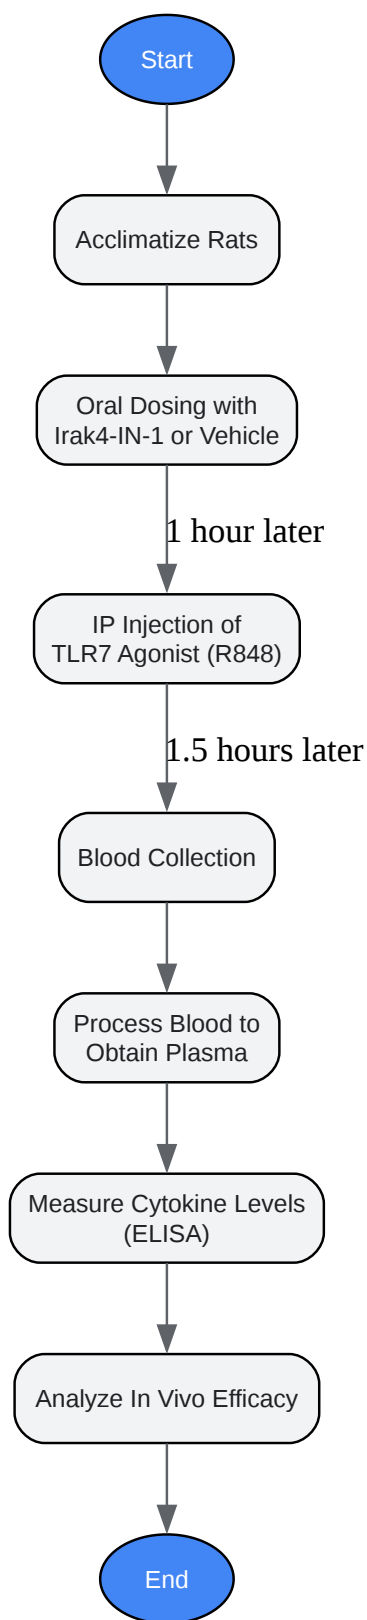 Start
Acclimatize Rats
Oral Dosing with
Irak4-IN-1 or Vehicle
1 hour later
IP Injection of
TLR7 Agonist (R848)
1.5 hours later
Blood Collection
Process Blood to
Obtain Plasma
Measure Cytokine Levels
(ELISA)
Analyze In Vivo Efficacy
End